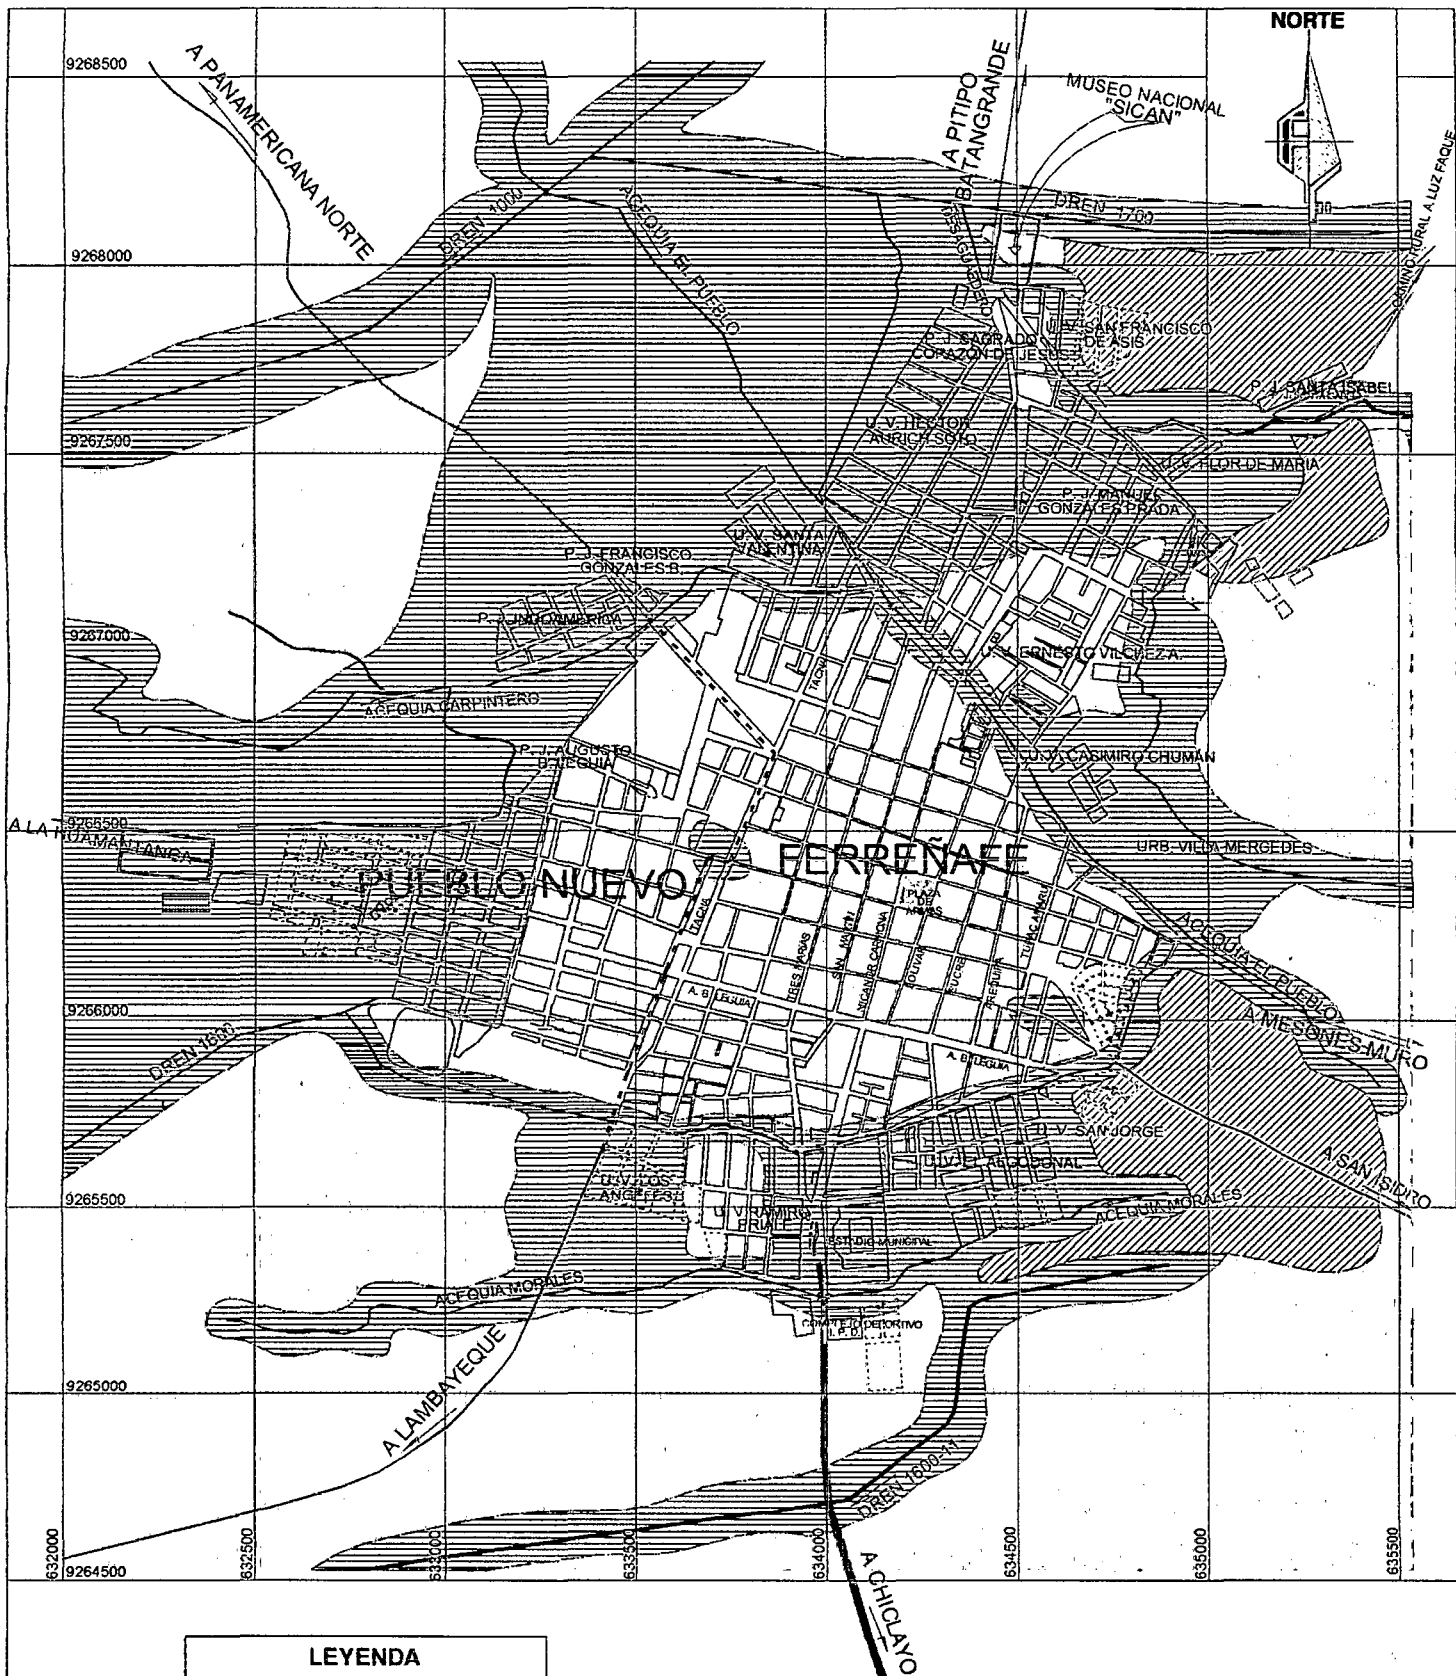 NORTE
9268500
A PANAMERICANA NORTE
A PITIPO
BATANGRANDE
MUSEO NACIONAL
"SICAN"
CAMINO RURAL A LUZ FAQUE
DREN 1000
ACEQUIA EL PUEBLO
DREN 1700
DESAGUADERO
9268000
U. V. SAN FRANCISCO
DE ASIS
P. J. SAGRADO
CORAZON DE JESUS
P. J. SANTA ISABEL
9267500
U. V. HECTOR
AURICH SOTO
U. V. FLOR DE MARIA
P. J. MANUEL
GONZALES PRADA
U. V. SANTA
VALENTINA
P. J. FRANCISCO
GONZALES B.
P. J. INDOAMERICA
9267000
U. V. ERNESTO VILCHEZ A.
TACNA
ACEQUIA CARPINTERO
P. J. AUGUSTO
B. LEGUIA
U. V. CASIMIRO CHUMAN
9266500
A LA HUAMANTANGA
URB. VILLA MERCEDES
FERREÑAFE
PUEBLO NUEVO
PLAZA
DE
ARMAS
TACNA
TRES MARIAS
SAN MARTIN
NICANOR CARMONA
BOLIVAR
SUCRE
AREQUIPA
TUPAC AMARU
ACEQUIA EL PUEBLO
A MESONES MURO
A. B. LEGUIA
9266000
DREN 1800
A. B. LEGUIA
U. V. SAN JORGE
U. V. EL ALGODONAL
A SAN ISIDRO
U. V. LOS
ANGELES
9265500
U. V. RAMIRO
PRIALE
ACEQUIA MORALES
ESTADIO MUNICIPAL
ACEQUIA MORALES
COMPLEJO DEPORTIVO
I. P. D.
A LAMBAYEQUE
9265000
DREN 1600-11
632000
632500
633000
633500
634000
634500
635000
635500
9264500
A CHICLAYO
LEYENDA